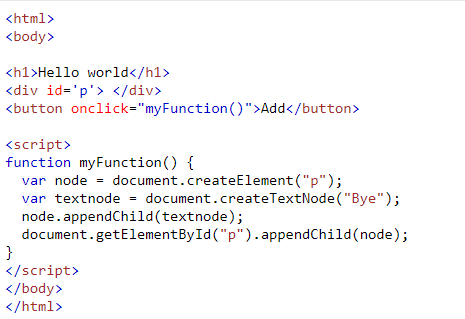 <html>
<body>
<h1>Hello world</h1>
<div id='p'> </div>
<button onclick="myFunction()">Add</button>
<script>
function myFunction() {
var node = document.createElement("p");
var textnode = document.createTextNode("Bye");
node.appendChild(textnode);
document.getElementById("p").appendChild(node);
}
</script>
</body>
</html>